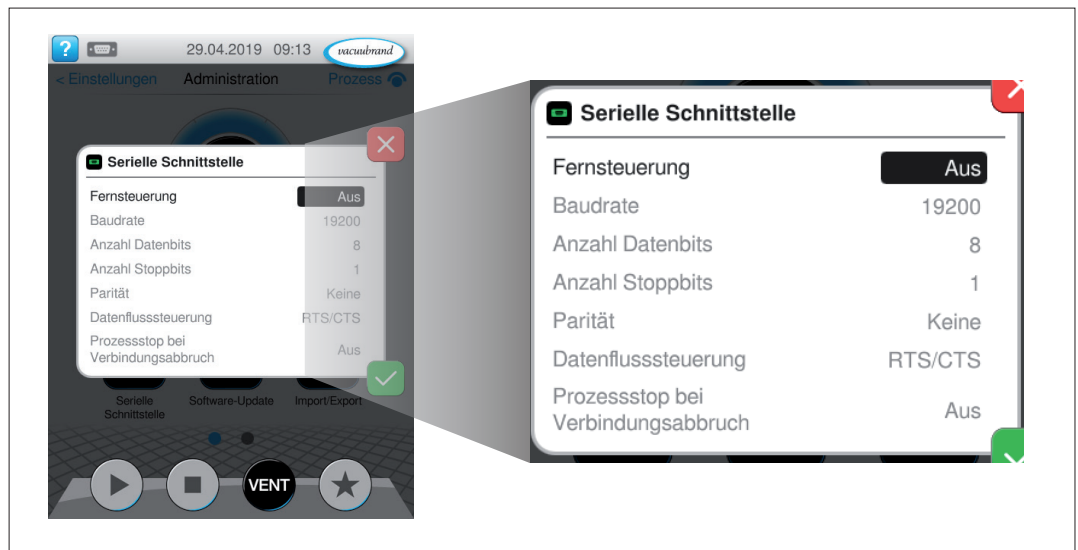 ?
29.04.2019 09:13
vacuubrand
< Einstellungen Administration Prozess
Serielle Schnittstelle
Fernsteuerung Aus
Baudrate 19200
Anzahl Datenbits 8
Anzahl Stoppbits 1
Parität Keine
Datenflusssteuerung RTS/CTS
Prozessstop bei
Verbindungsabbruch Aus
Serielle
Schnittstelle
Software-Update
Import/Export
VENT
Serielle Schnittstelle
Fernsteuerung Aus
Baudrate 19200
Anzahl Datenbits 8
Anzahl Stoppbits 1
Parität Keine
Datenflusssteuerung RTS/CTS
Prozessstop bei
Verbindungsabbruch Aus